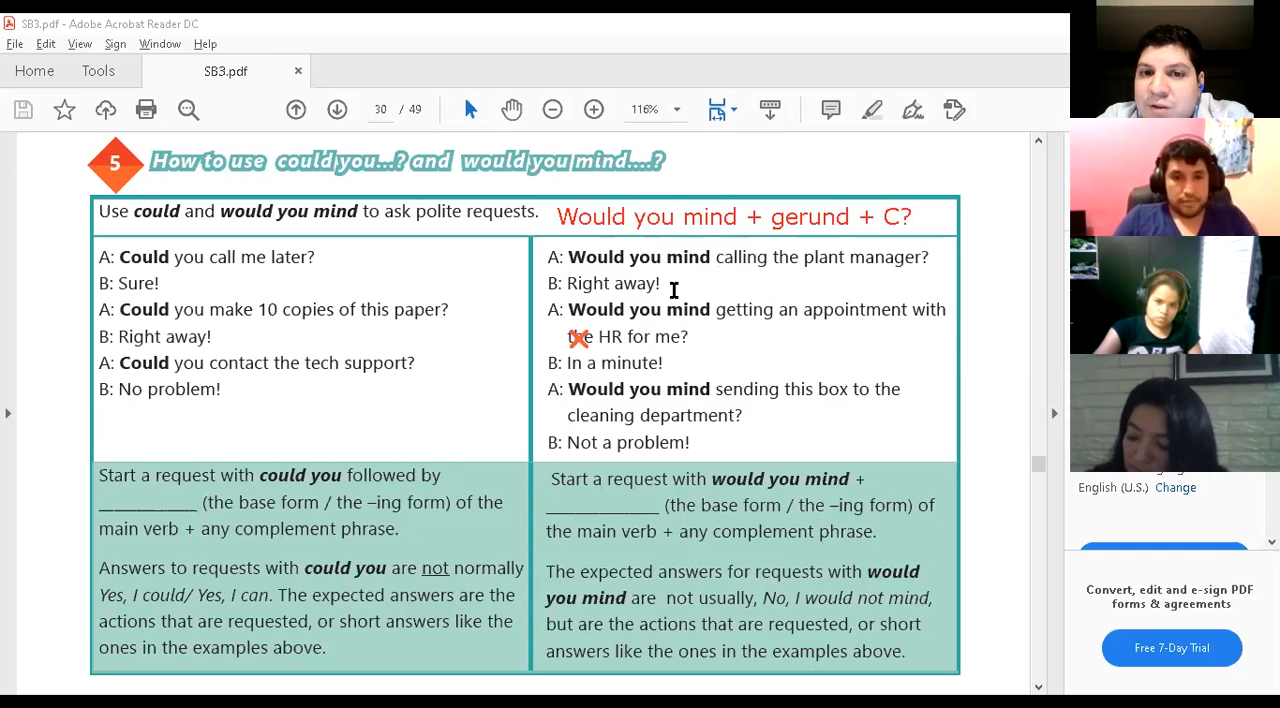 SB3.pdf - Adobe Acrobat Reader DC
File Edit View Sign Window Help
Home Tools SB3.pdf ×
30 / 49 116%
5 How to use could you...? and would you mind....?
Use could and would you mind to ask polite requests. Would you mind + gerund + C?
A: Could you call me later?
B: Sure!
A: Could you make 10 copies of this paper?
B: Right away!
A: Could you contact the tech support?
B: No problem!
A: Would you mind calling the plant manager?
B: Right away!
A: Would you mind getting an appointment with
the HR for me?
B: In a minute!
A: Would you mind sending this box to the
cleaning department?
B: Not a problem!
Start a request with could you followed by
___________ (the base form / the –ing form) of the
main verb + any complement phrase.
Answers to requests with could you are not normally
Yes, I could/ Yes, I can. The expected answers are the
actions that are requested, or short answers like the
ones in the examples above.
Start a request with would you mind +
_____________ (the base form / the –ing form) of
the main verb + any complement phrase.
The expected answers for requests with would
you mind are not usually, No, I would not mind,
but are the actions that are requested, or short
answers like the ones in the examples above.
English (U.S.) Change
Convert, edit and e-sign PDF
forms & agreements
Free 7-Day Trial